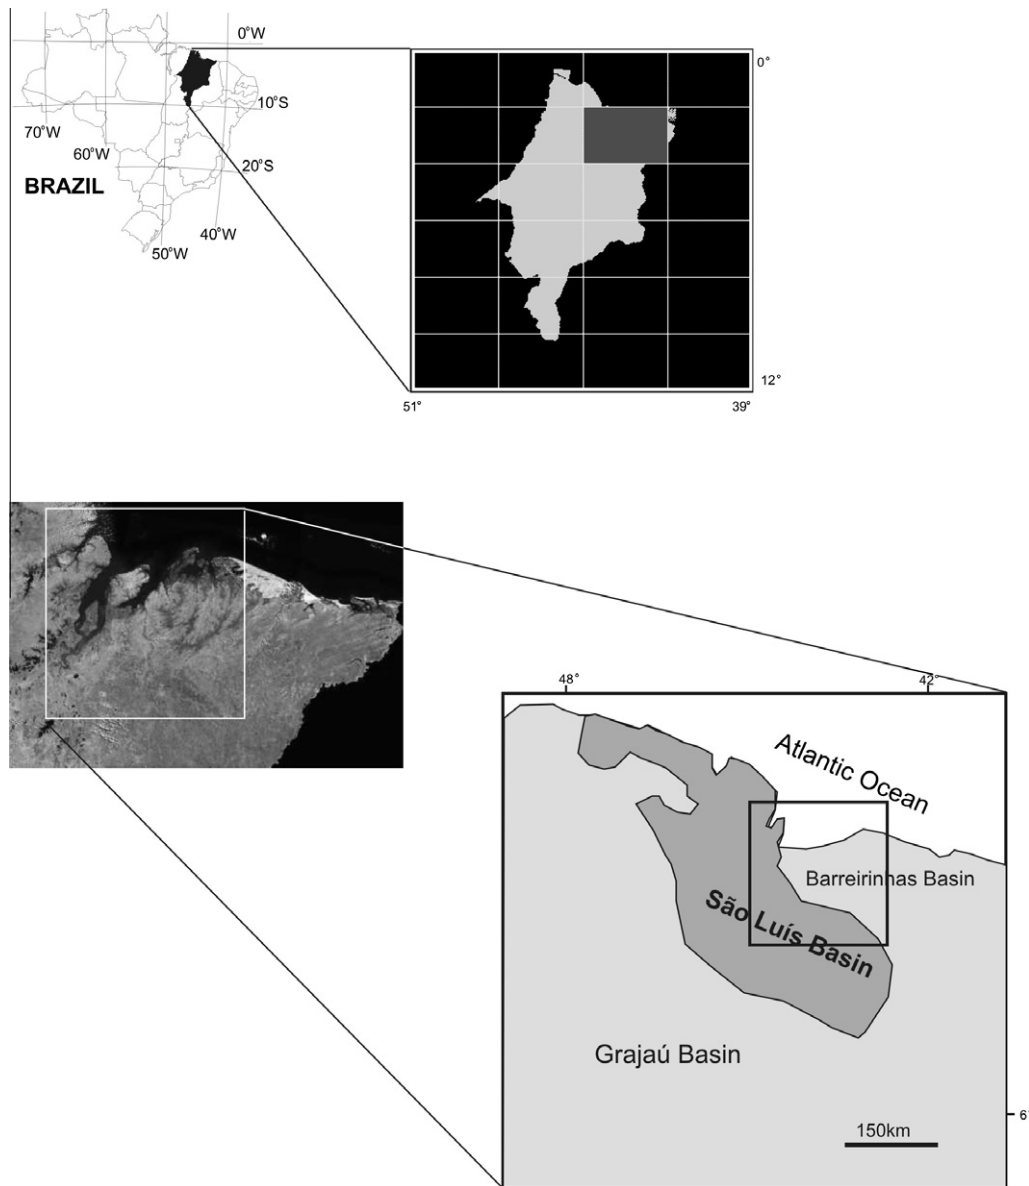 0°W
10°S
70°W
60°W
20°S
BRAZIL
40°W
50°W
0°
12°
51°
39°
48°
42°
Atlantic Ocean
Barreirinhas Basin
São Luís Basin
Grajaú Basin
6°
150km